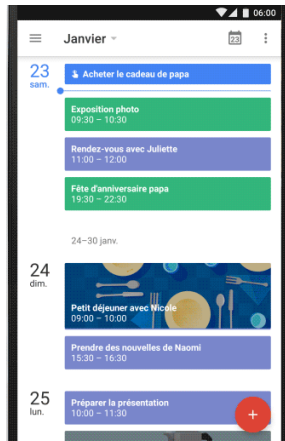 06:00
Janvier
23
23
sam.
Acheter le cadeau de papa
Exposition photo
09:30 – 10:30
Rendez-vous avec Juliette
11:00 – 12:00
Fête d'anniversaire papa
19:30 – 22:30
24–30 janv.
24
dim.
Petit déjeuner avec Nicole
09:00 – 10:00
Prendre des nouvelles de Naomi
15:30 – 16:30
25
lun.
Préparer la présentation
10:00 – 11:30
+